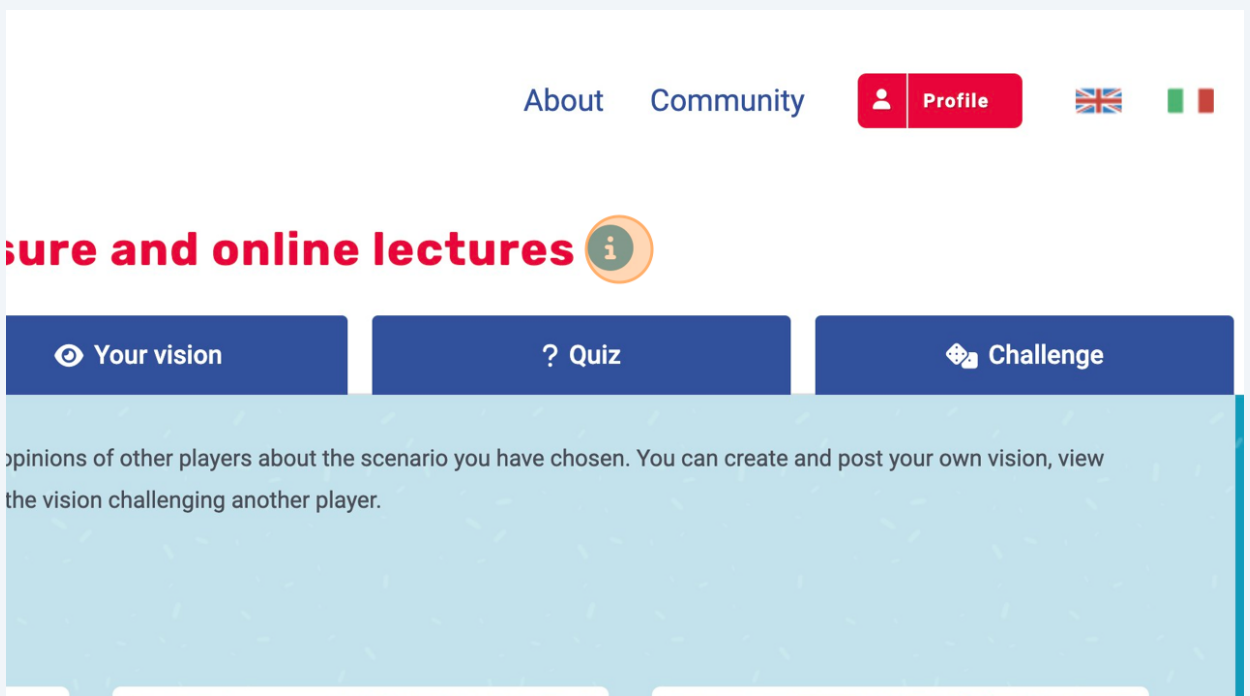 About Community Profile
sure and online lectures
Your vision ? Quiz Challenge
opinions of other players about the scenario you have chosen. You can create and post your own vision, view
the vision challenging another player.